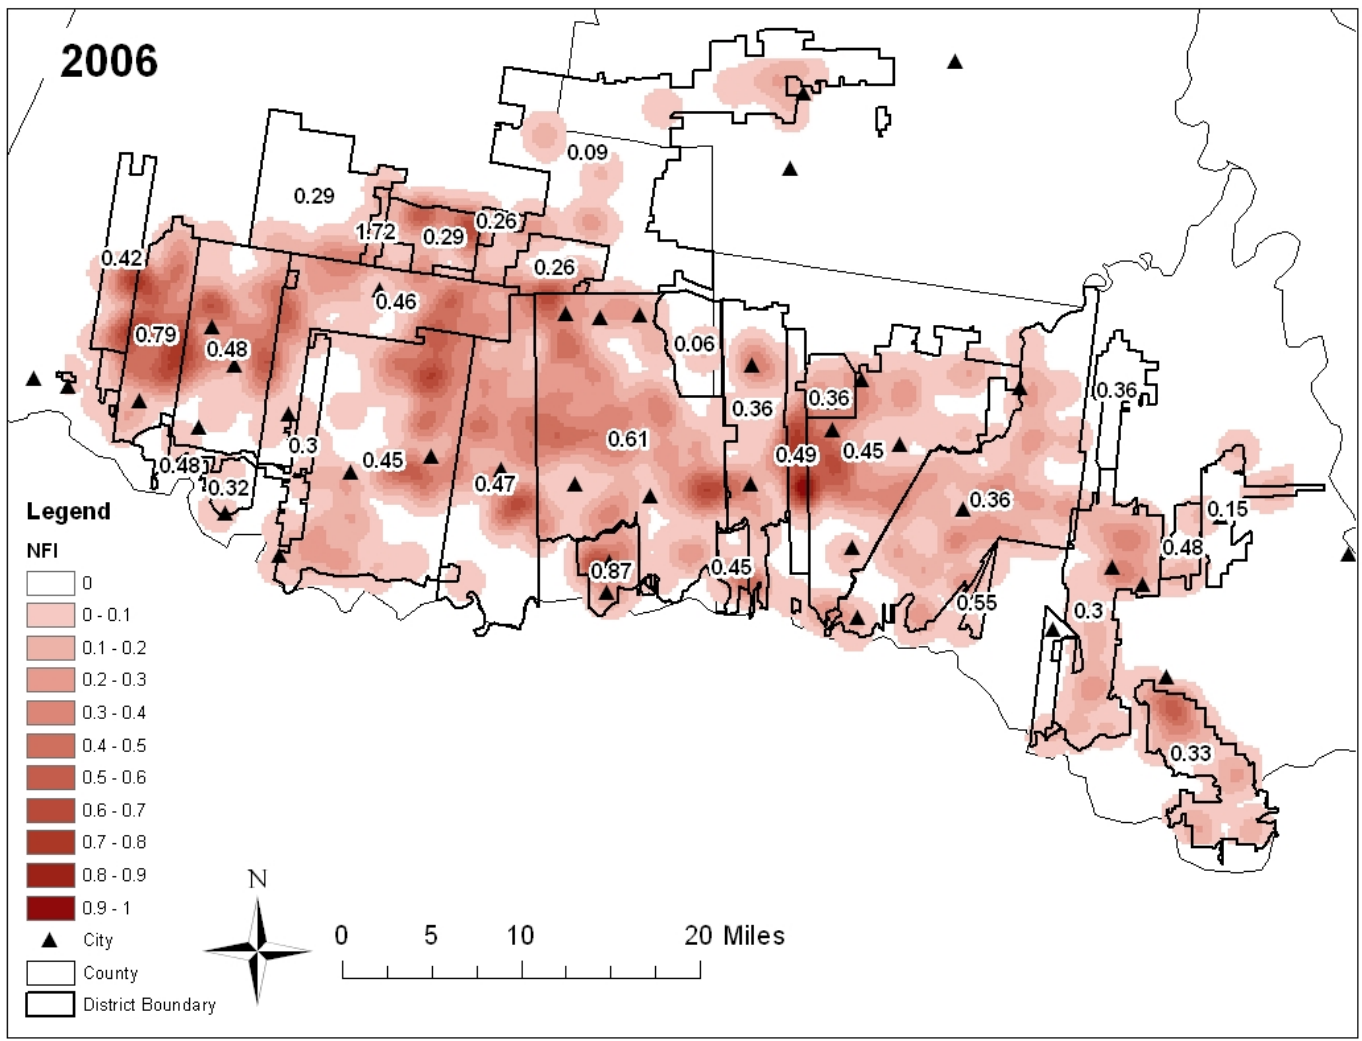 2006
0.09
0.29
1.72
0.29
0.26
0.42
0.26
0.46
0.79
0.48
0.06
0.36
0.36
0.36
0.3
0.61
0.45
0.49
0.45
0.48
0.32
0.47
0.36
0.15
0.48
0.87
0.45
0.55
0.3
0.33
Legend
NFI
0
0 - 0.1
0.1 - 0.2
0.2 - 0.3
0.3 - 0.4
0.4 - 0.5
0.5 - 0.6
0.6 - 0.7
0.7 - 0.8
0.8 - 0.9
0.9 - 1
City
County
District Boundary
N
0 5 10 20 Miles